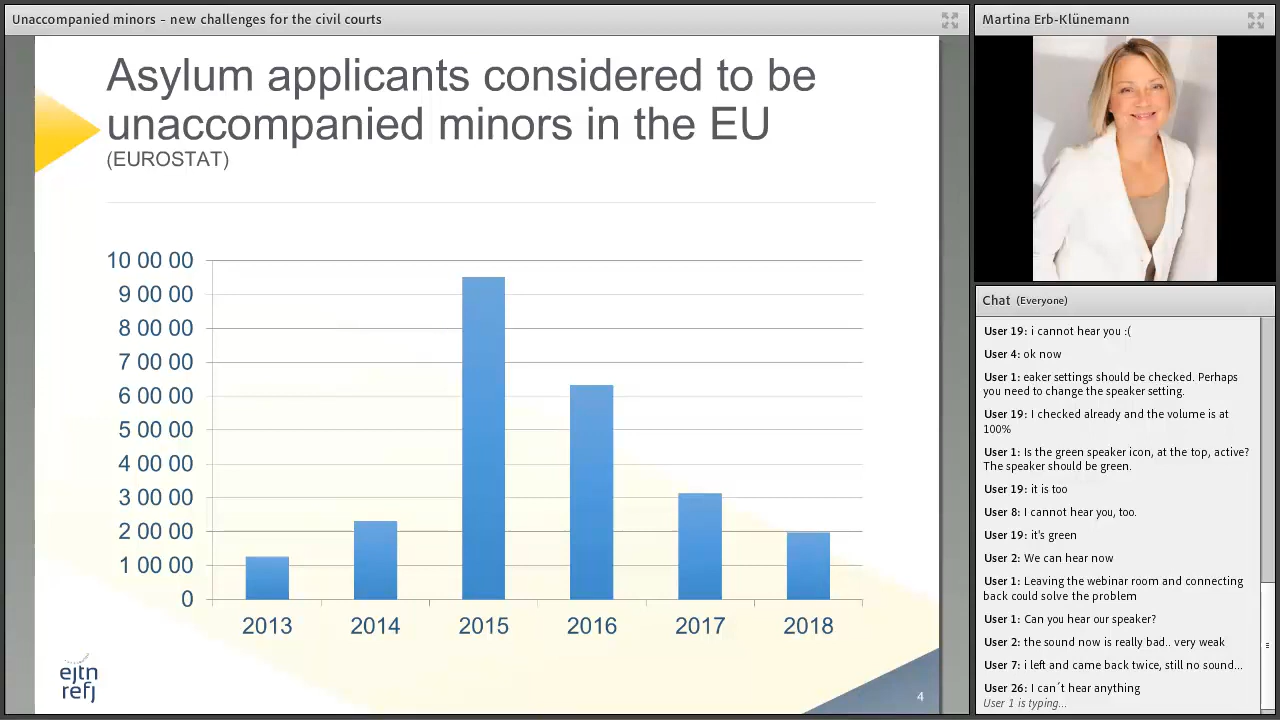 Unaccompanied minors – new challenges for the civil courts
Asylum applicants considered to be
unaccompanied minors in the EU
(EUROSTAT)
10 00 00
9 00 00
8 00 00
7 00 00
6 00 00
5 00 00
4 00 00
3 00 00
2 00 00
1 00 00
0
2013 2014 2015 2016 2017 2018
ejtn
refj
4
Martina Erb-Klünemann
Chat (Everyone)
User 19: i cannot hear you :(
User 4: ok now
User 1: eaker settings should be checked. Perhaps
you need to change the speaker setting.
User 19: I checked already and the volume is at
100%
User 1: Is the green speaker icon, at the top, active?
The speaker should be green.
User 19: it is too
User 8: I cannot hear you, too.
User 19: it's green
User 2: We can hear now
User 1: Leaving the webinar room and connecting
back could solve the problem
User 1: Can you hear our speaker?
User 2: the sound now is really bad.. very weak
User 7: i left and came back twice, still no sound...
User 26: I can´t hear anything
User 1 is typing...